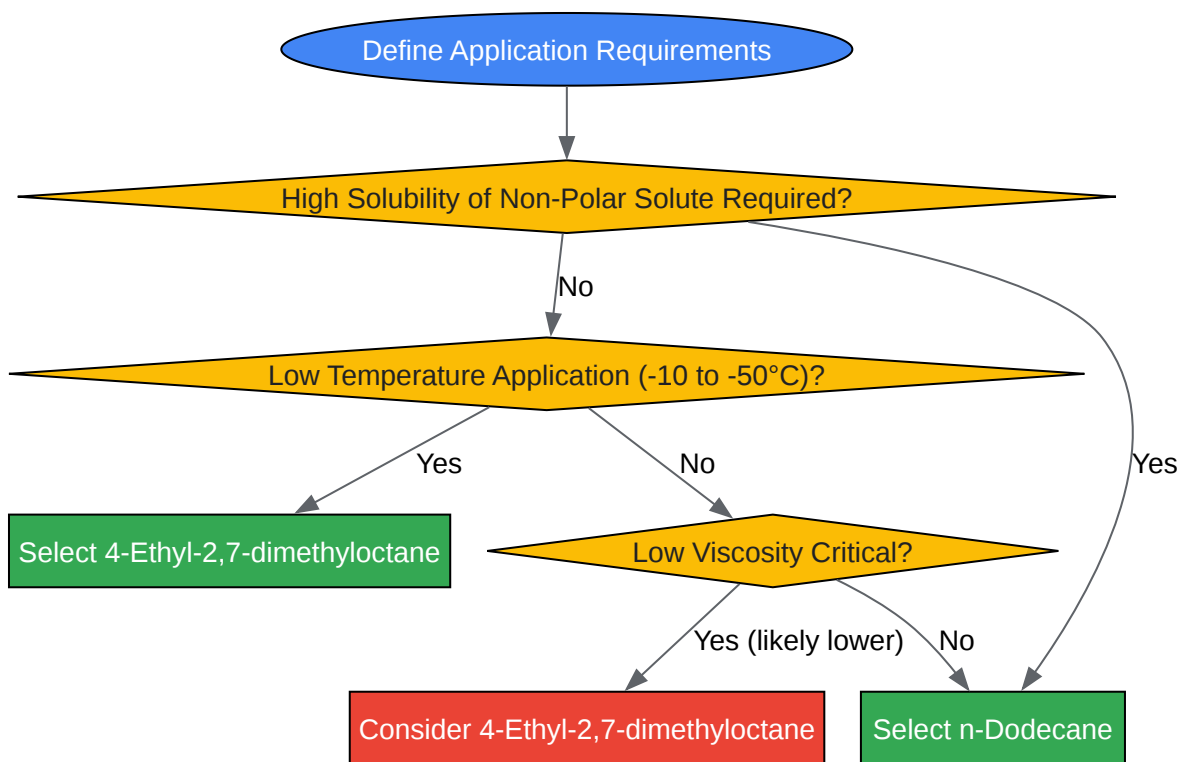 Define Application Requirements
High Solubility of Non-Polar Solute Required?
No
Low Temperature Application (-10 to -50°C)?
Yes
No
Yes
Select 4-Ethyl-2,7-dimethyloctane
Low Viscosity Critical?
Yes (likely lower)
No
Consider 4-Ethyl-2,7-dimethyloctane
Select n-Dodecane